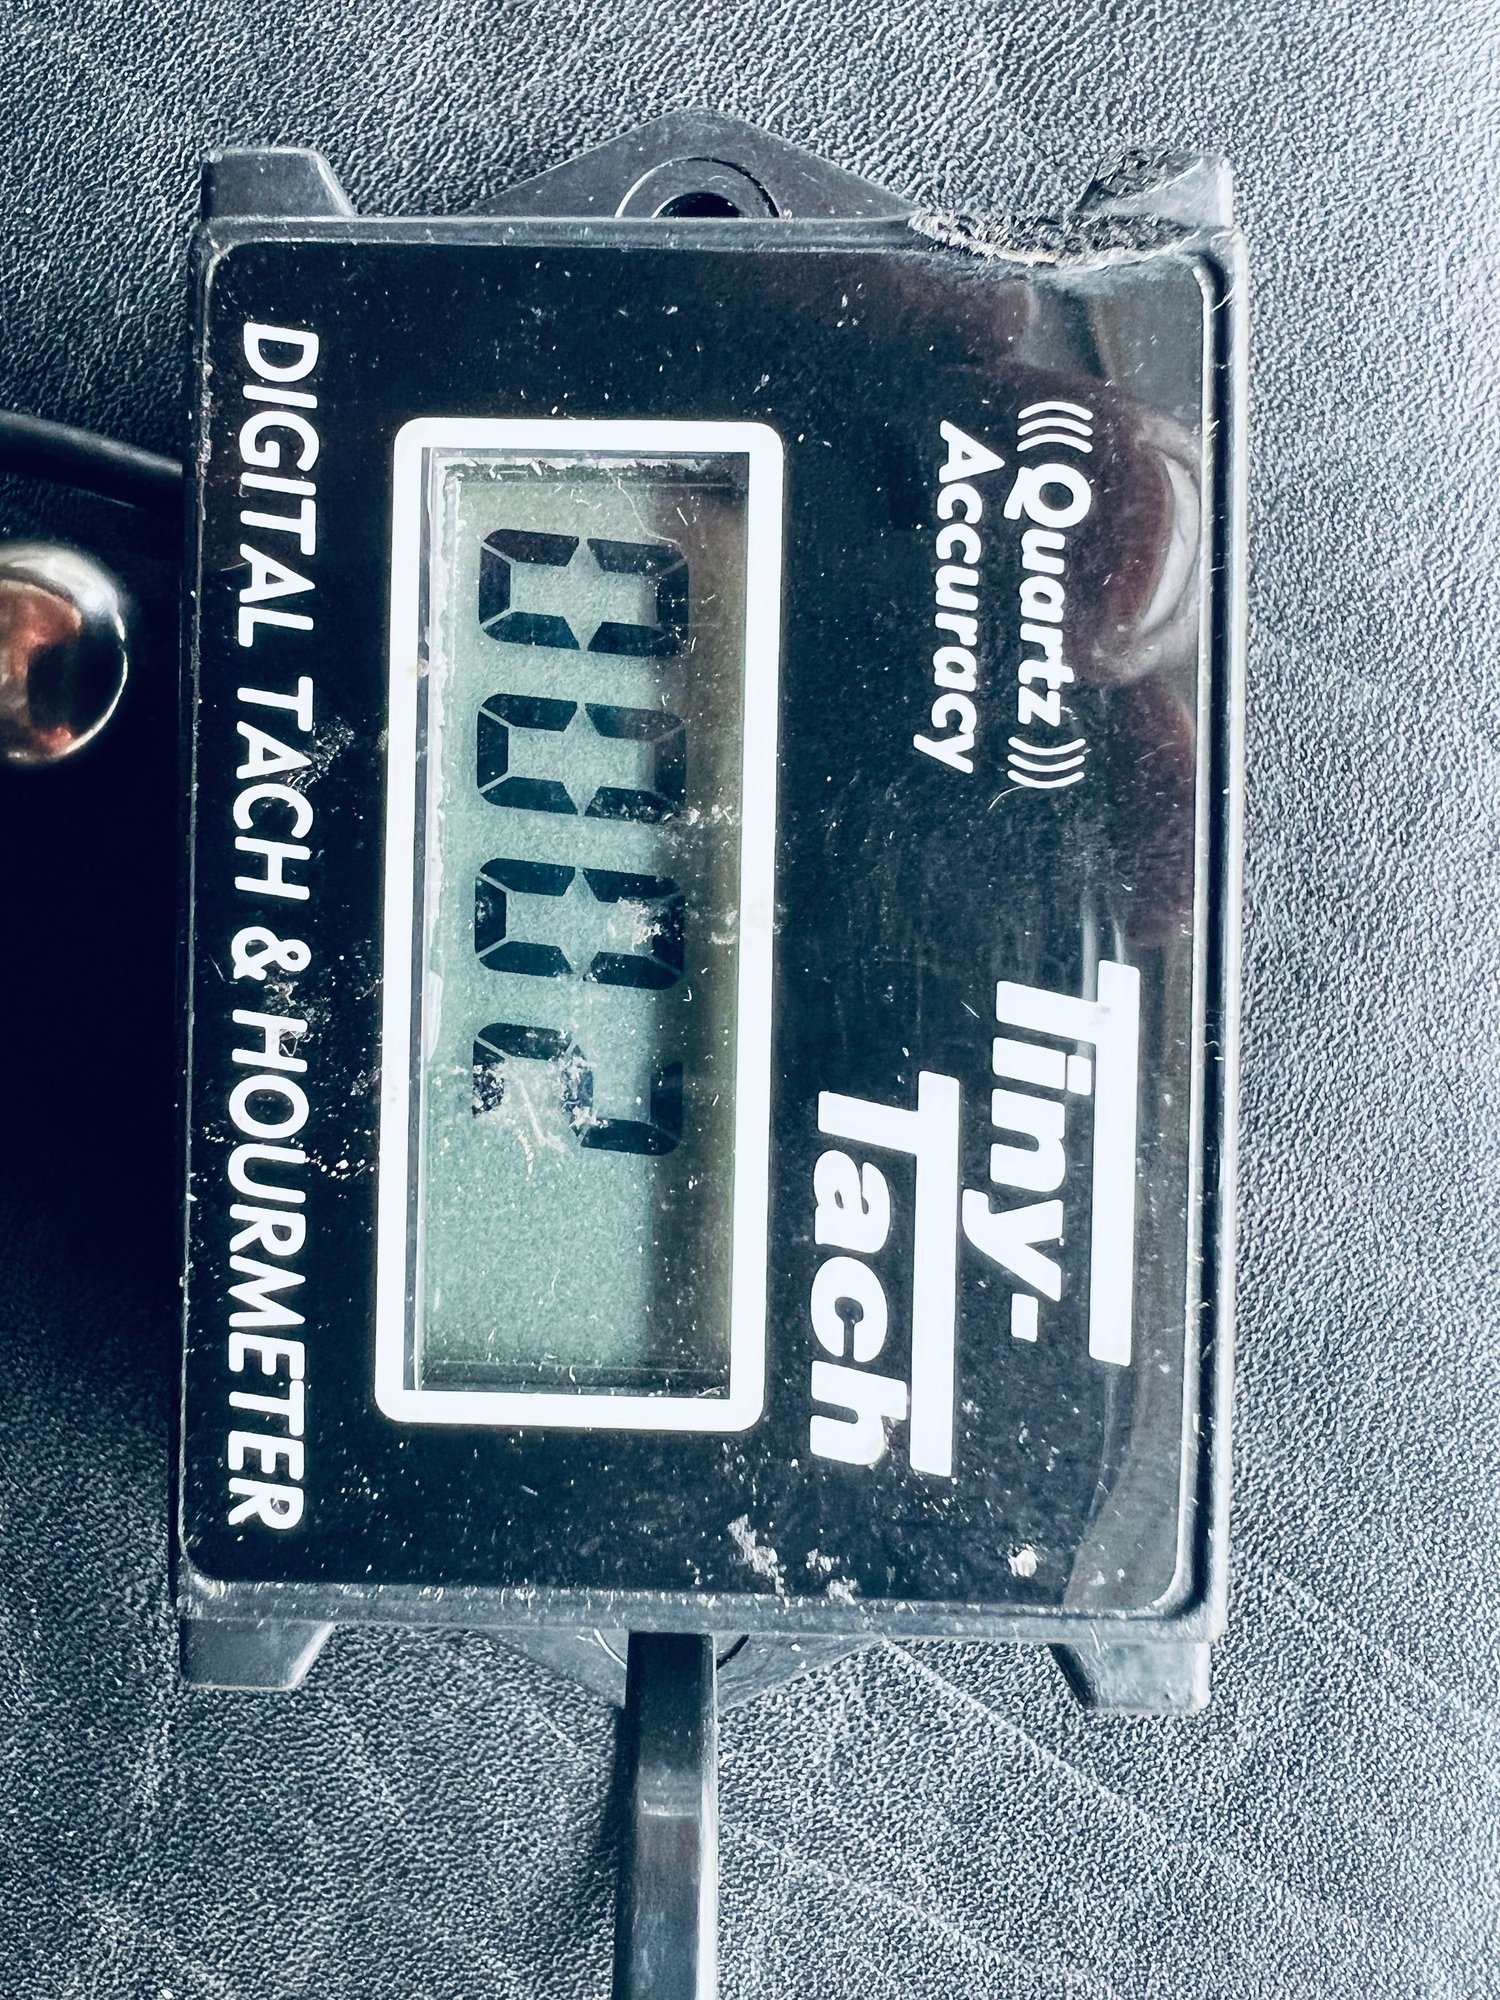 (((Quartz)))
Accuracy
Tiny-
Tach
0002
DIGITAL TACH & HOURMETER